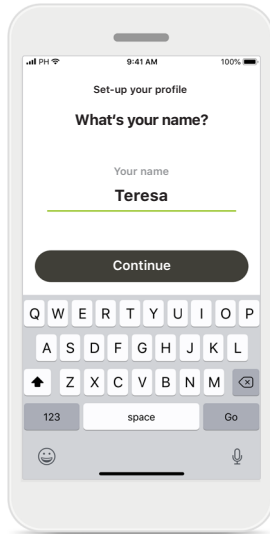 PH 9:41 AM 100%
Set-up your profile
What's your name?
Your name
Teresa
Continue
Q W E R T Y U I O P
A S D F G H J K L
Z X C V B N M
123 space Go